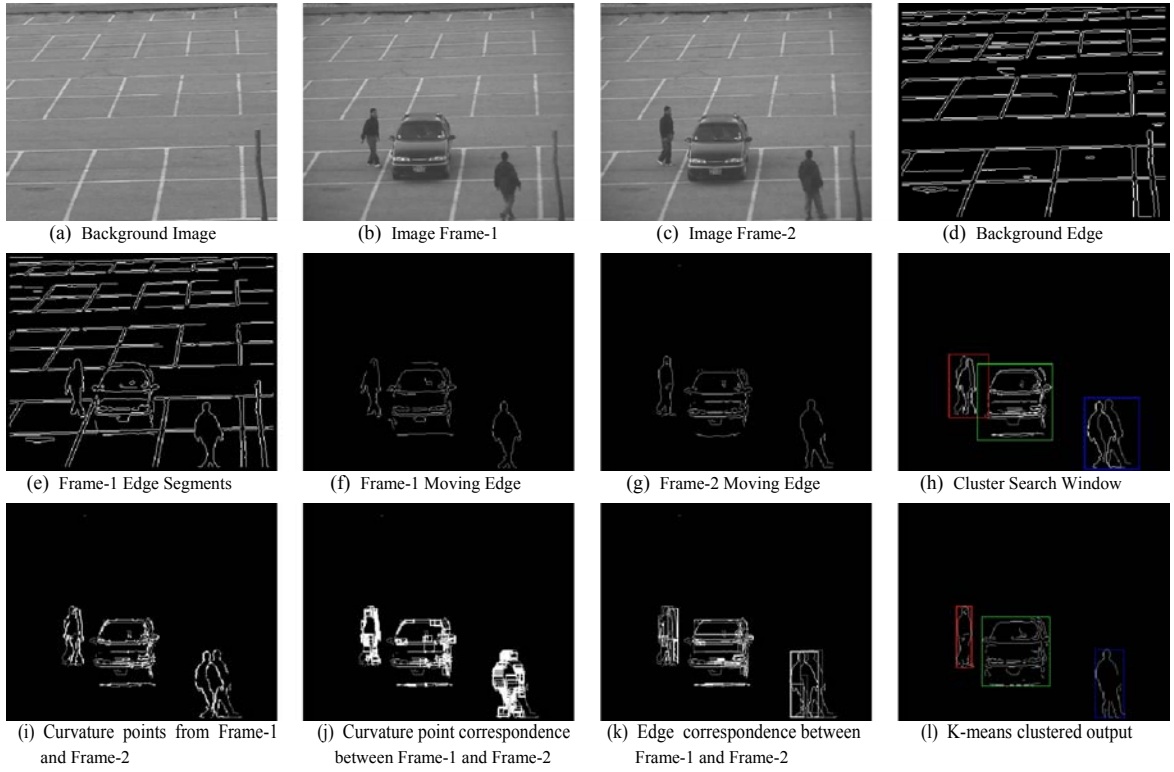 (a) Background Image
(b) Image Frame-1
(c) Image Frame-2
(d) Background Edge
(e) Frame-1 Edge Segments
(f) Frame-1 Moving Edge
(g) Frame-2 Moving Edge
(h) Cluster Search Window
(i) Curvature points from Frame-1
and Frame-2
(j) Curvature point correspondence
between Frame-1 and Frame-2
(k) Edge correspondence between
Frame-1 and Frame-2
(l) K-means clustered output